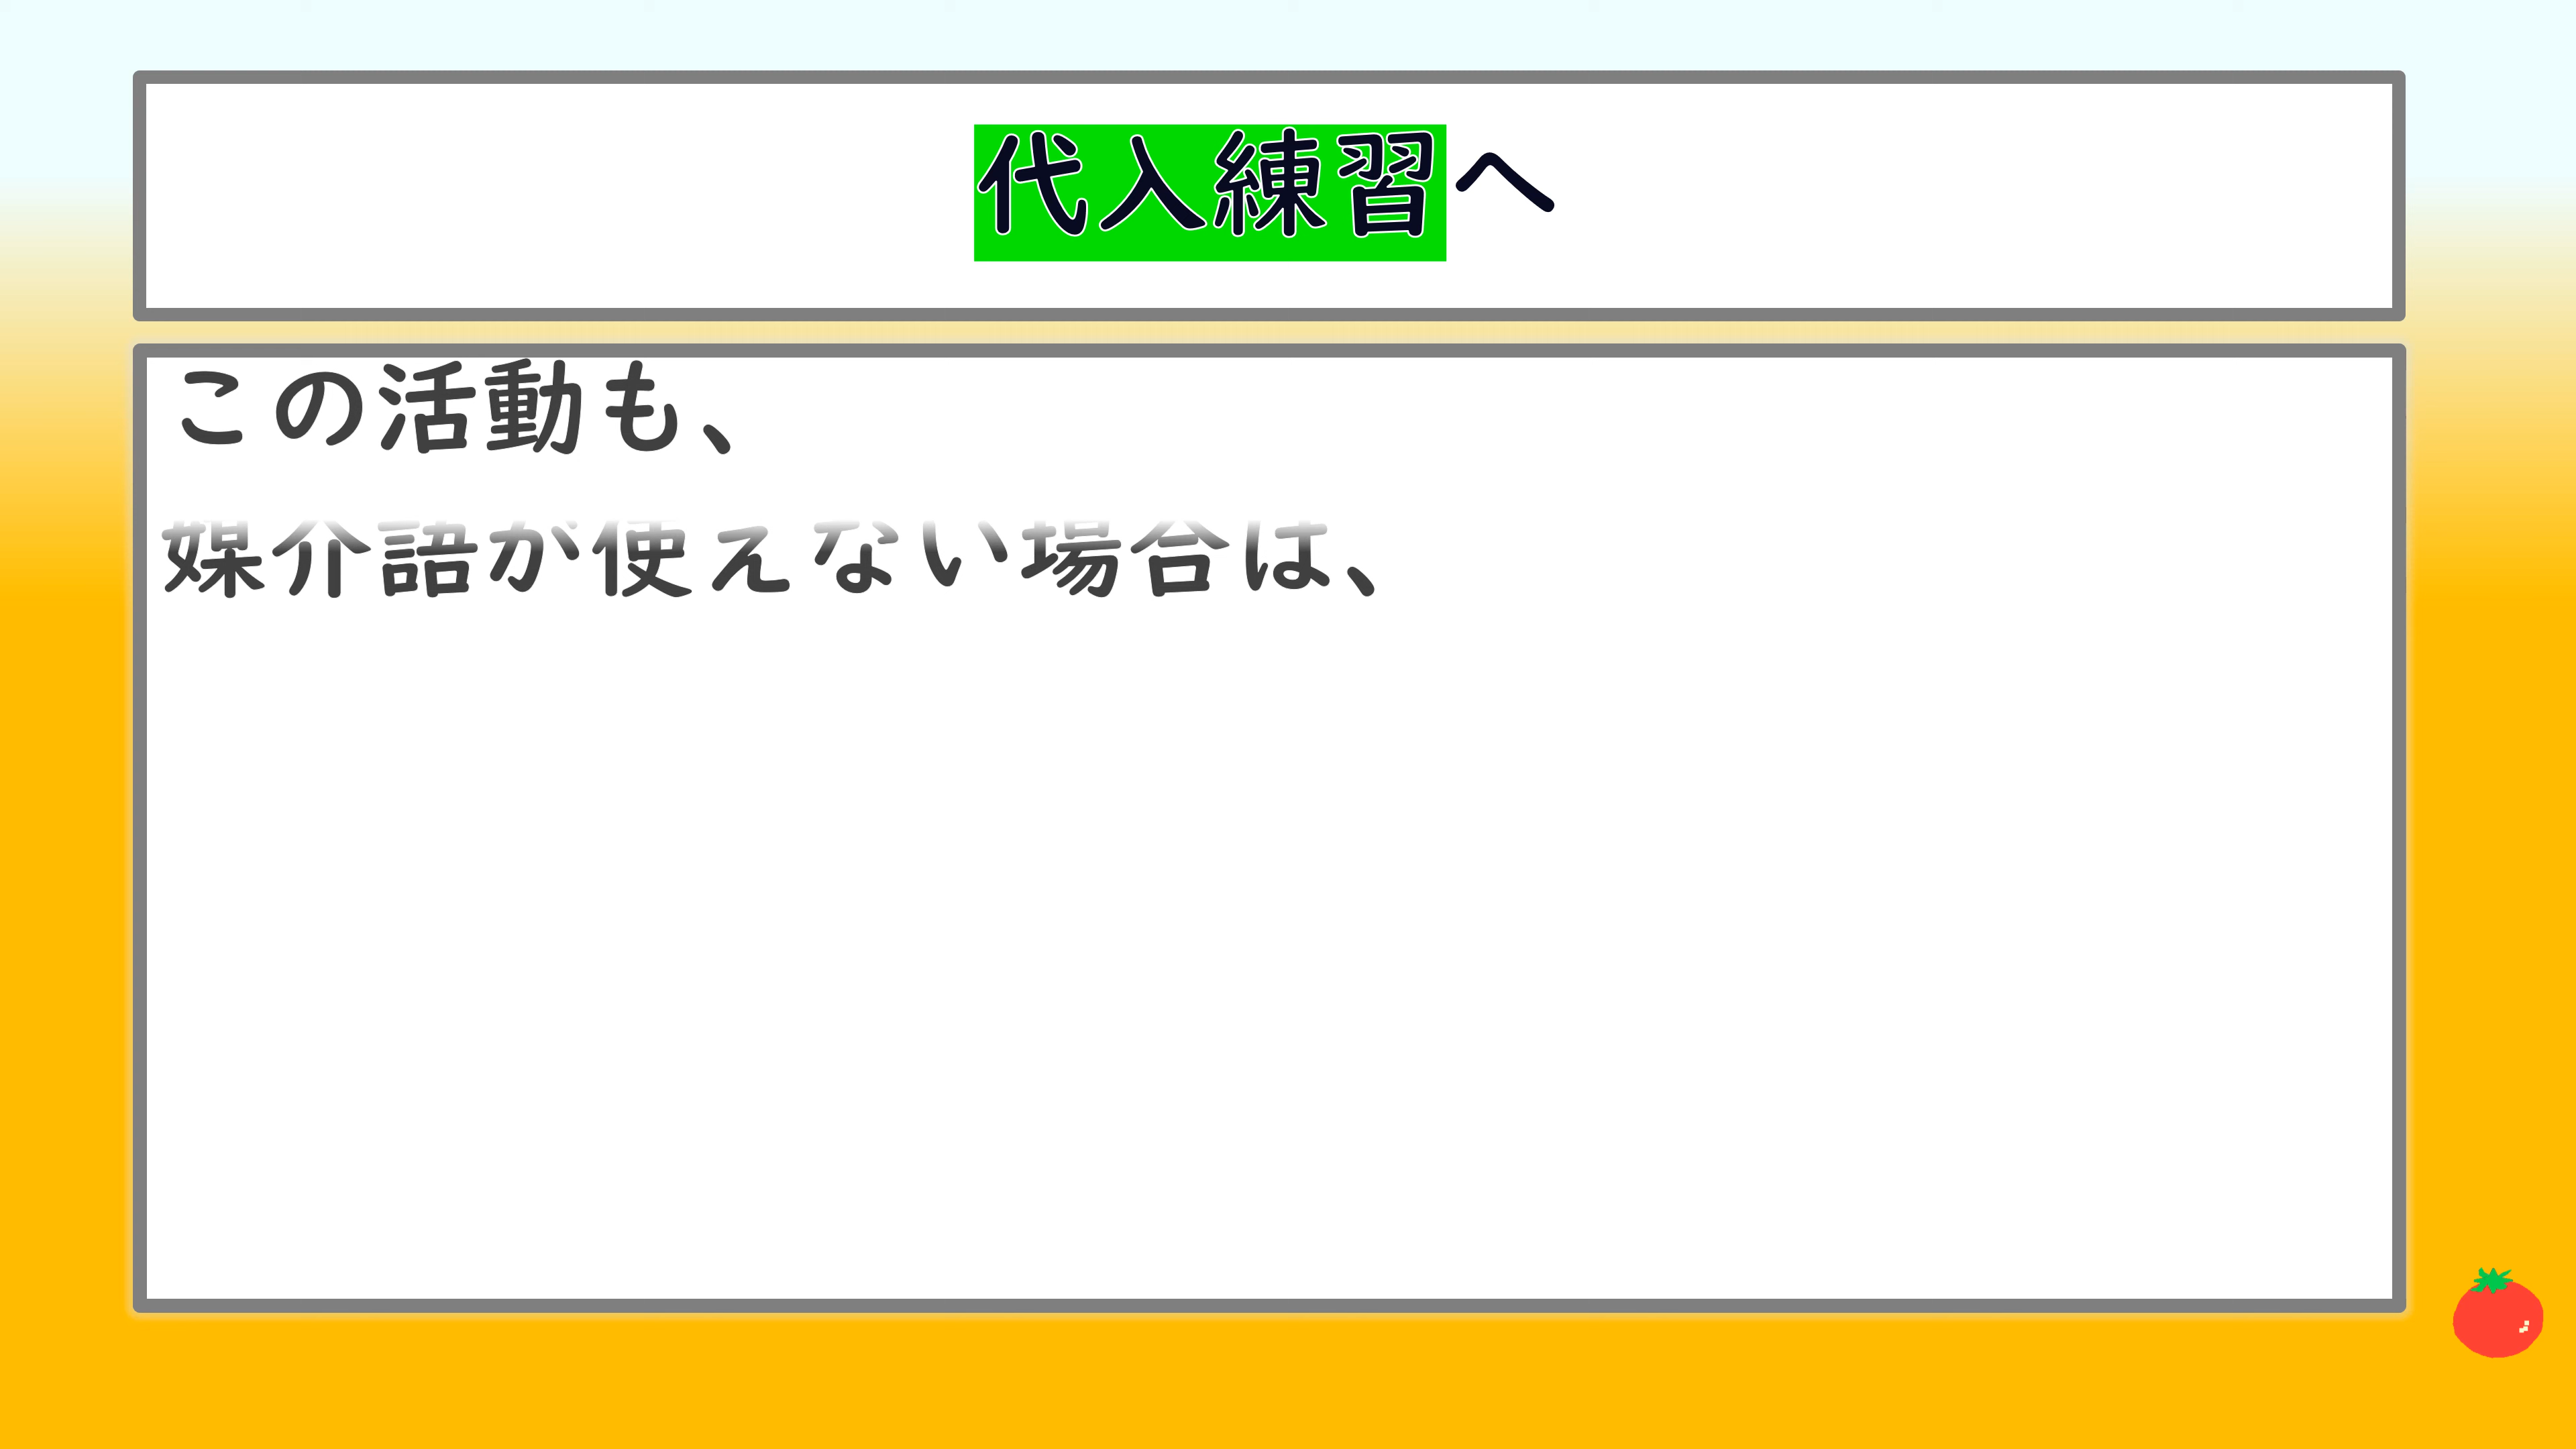 代入練習へ
この活動も、
媒介語が使えない場合は、